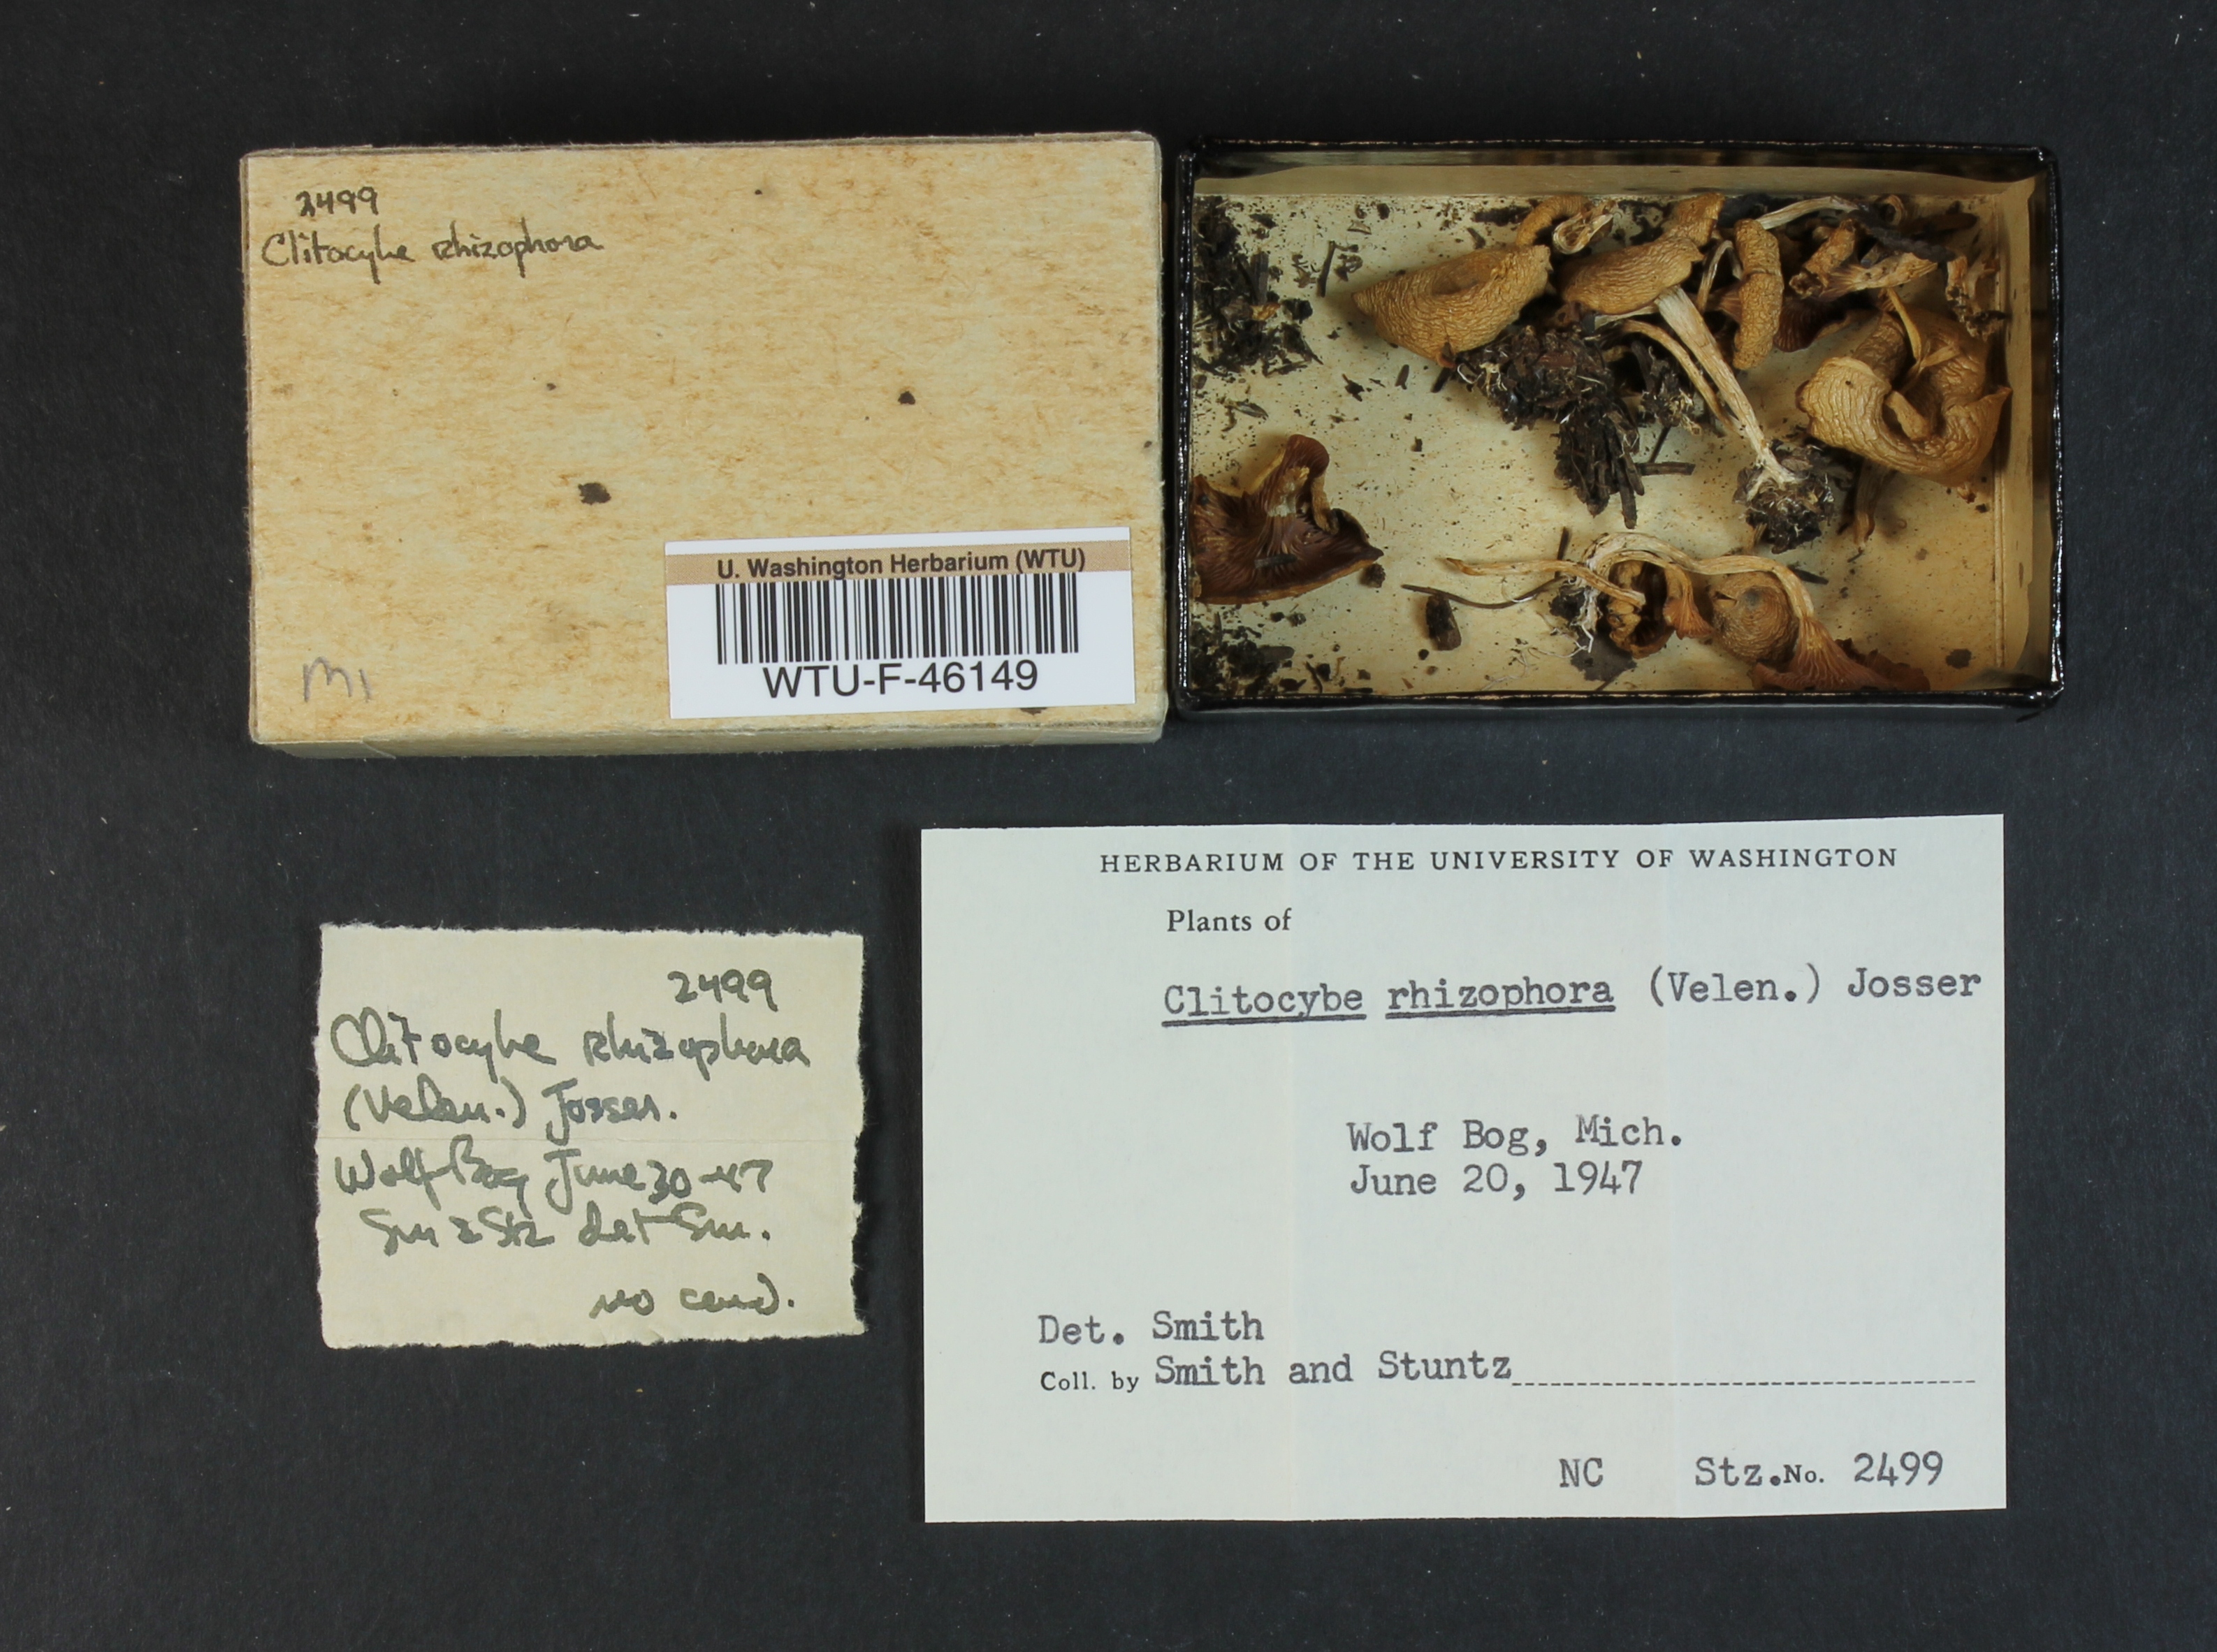 2499
Clitocybe rhizophora
MI
U. Washington Herbarium (WTU)
WTU-F-46149
2499
Clitocybe rhizophora
(Velen.) Josser.
Wolf Bog June 30-47
Sm & Stz det Sm.
no cend.
HERBARIUM OF THE UNIVERSITY OF WASHINGTON
Plants of
Clitocybe rhizophora (Velen.) Josser
Wolf Bog, Mich.
June 20, 1947
Det. Smith
Coll. by Smith and Stuntz
NC Stz.No. 2499